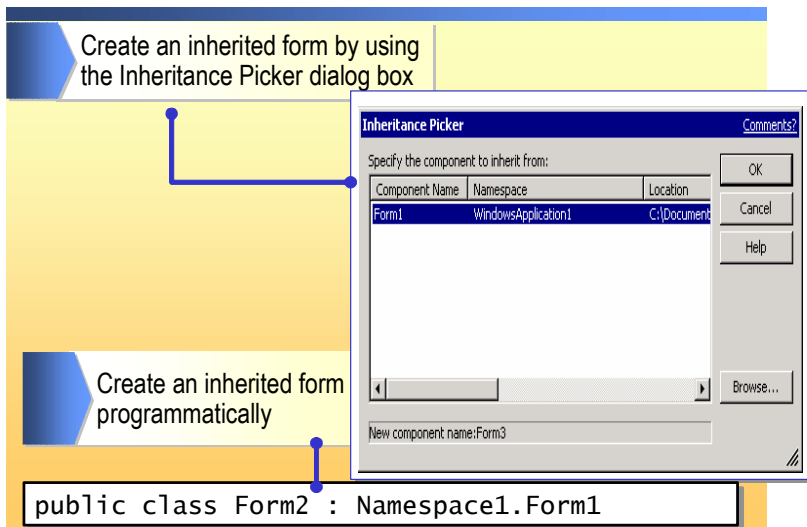 Create an inherited form by using
the Inheritance Picker dialog box
Inheritance Picker
Comments?
Specify the component to inherit from:
OK
Component Name Namespace Location
Form1 WindowsApplication1 C:\Document
Cancel
Help
Browse...
New component name:Form3
Create an inherited form
programmatically
public class Form2 : Namespace1.Form1